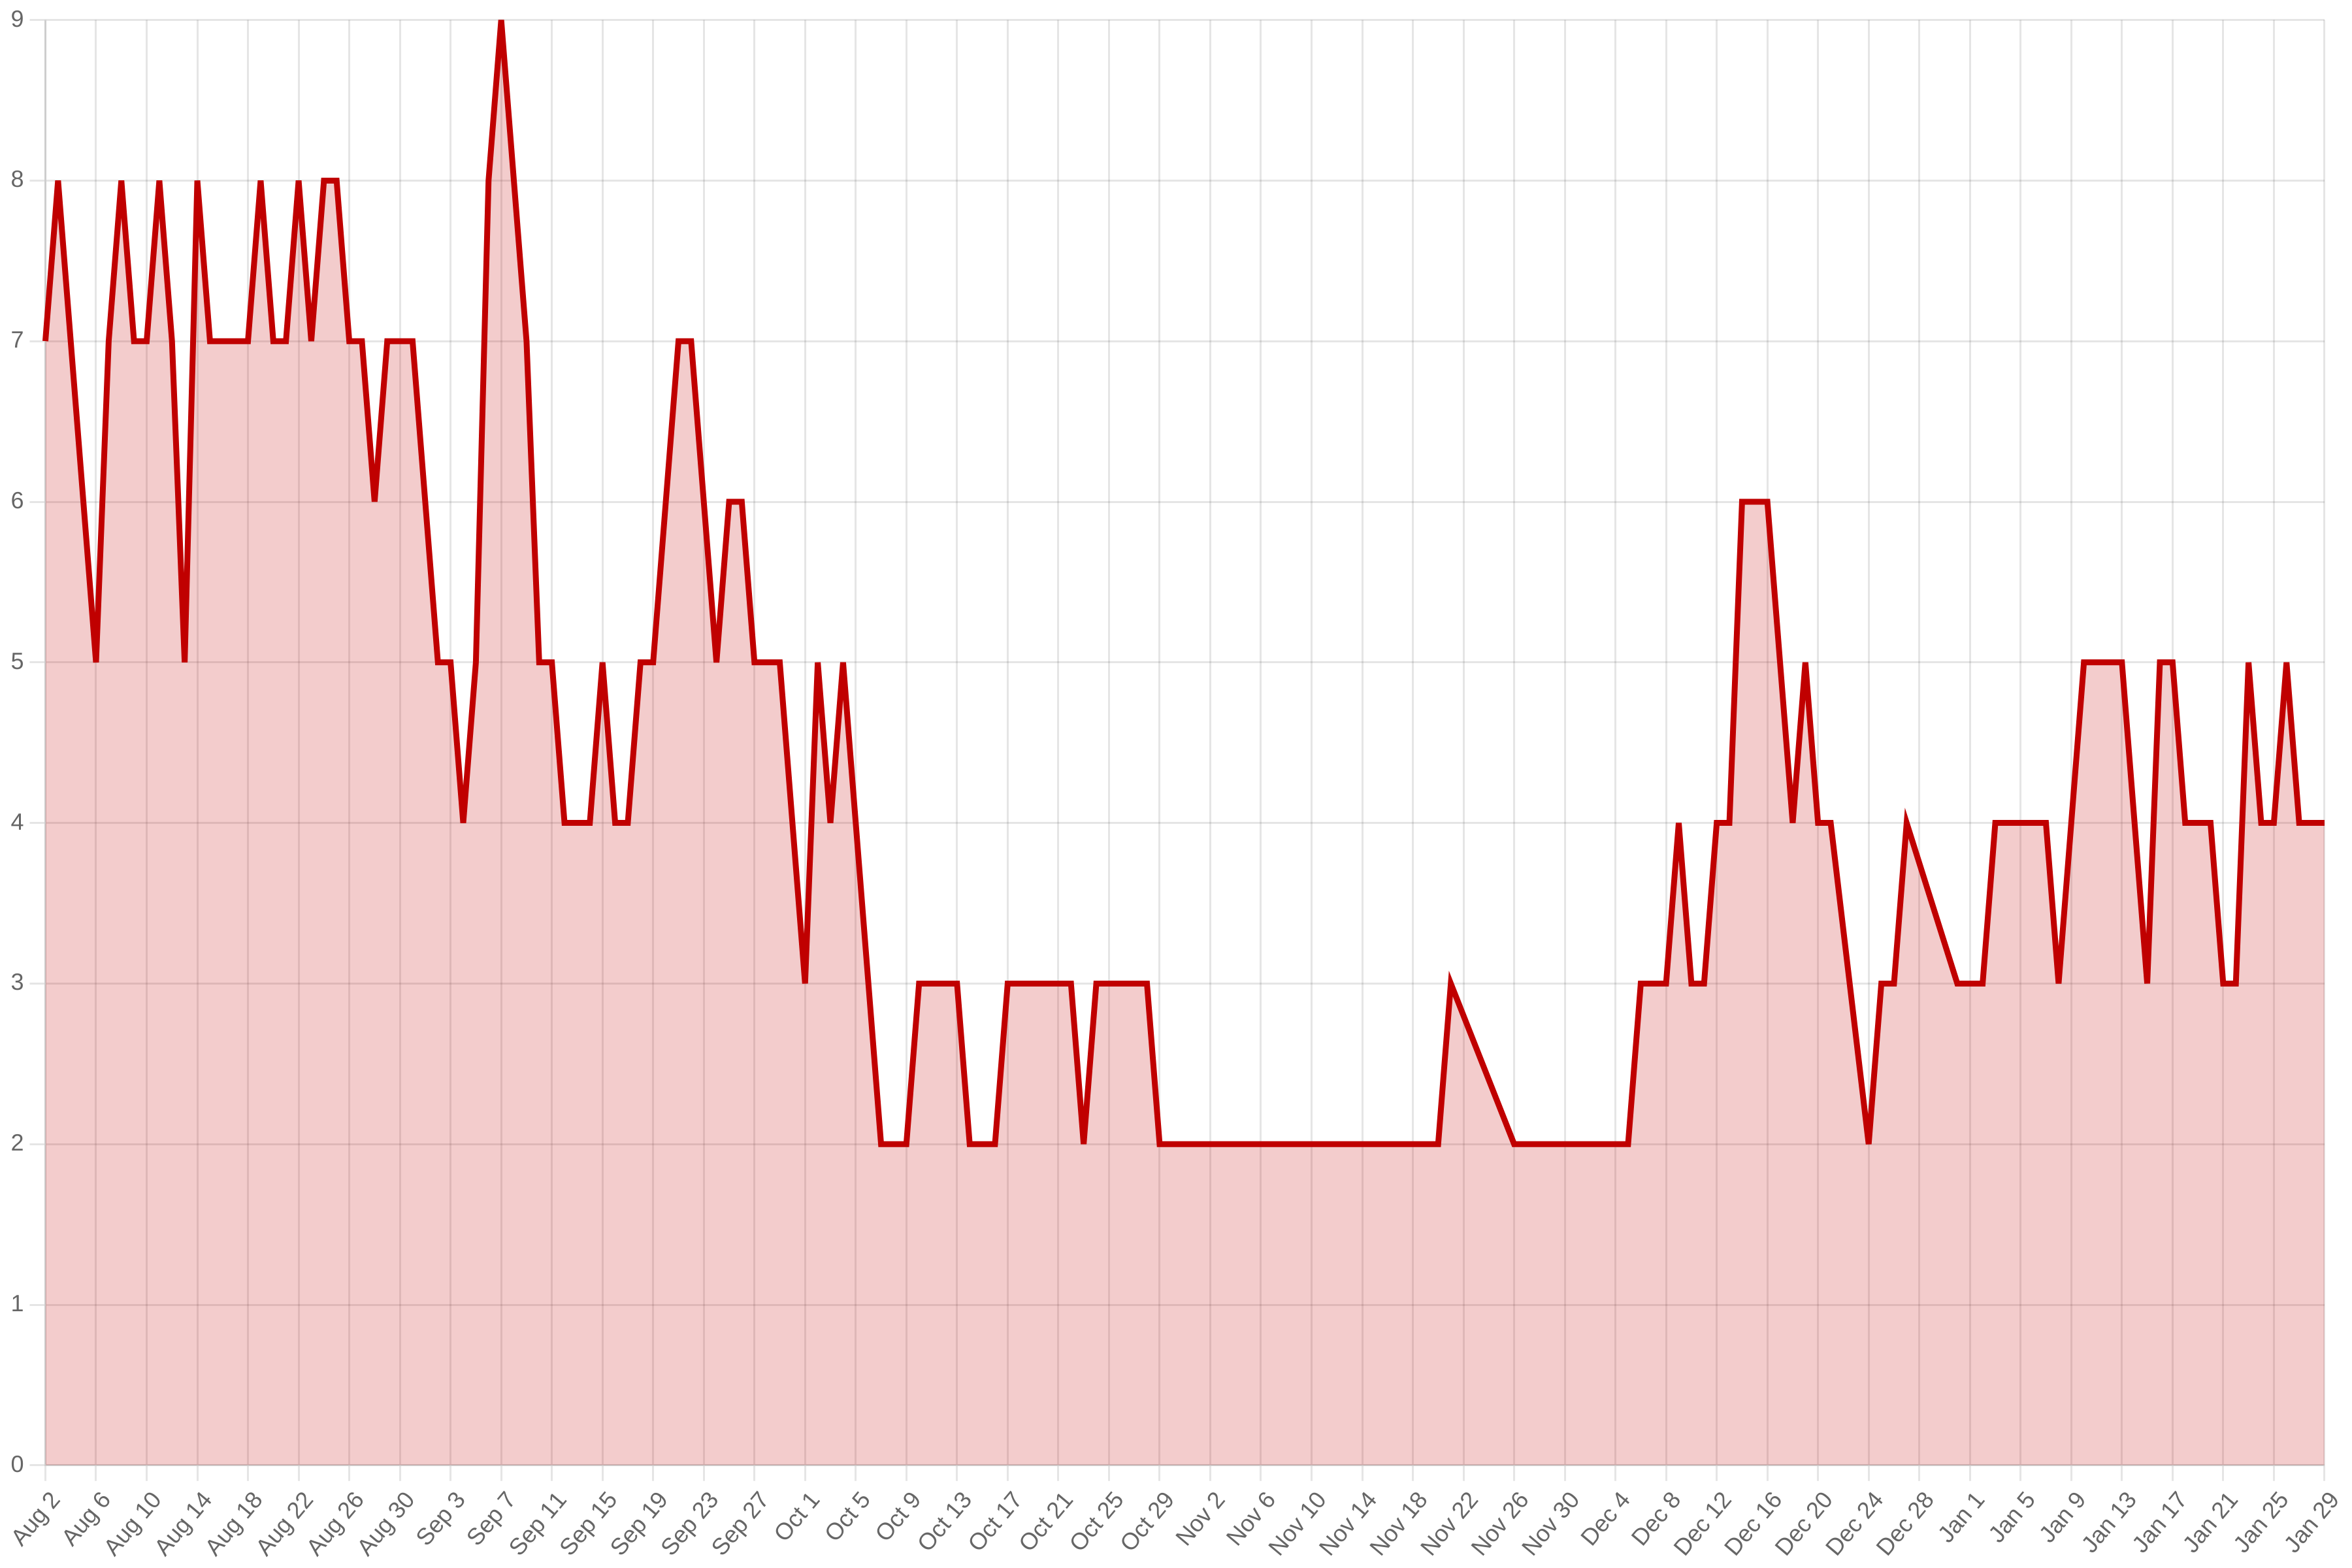 9
8
7
6
5
4
3
2
1
0
Aug 2
Aug 6
Aug 10
Aug 14
Aug 18
Aug 22
Aug 26
Aug 30
Sep 3
Sep 7
Sep 11
Sep 15
Sep 19
Sep 23
Sep 27
Oct 1
Oct 5
Oct 9
Oct 13
Oct 17
Oct 21
Oct 25
Oct 29
Nov 2
Nov 6
Nov 10
Nov 14
Nov 18
Nov 22
Nov 26
Nov 30
Dec 4
Dec 8
Dec 12
Dec 16
Dec 20
Dec 24
Dec 28
Jan 1
Jan 5
Jan 9
Jan 13
Jan 17
Jan 21
Jan 25
Jan 29